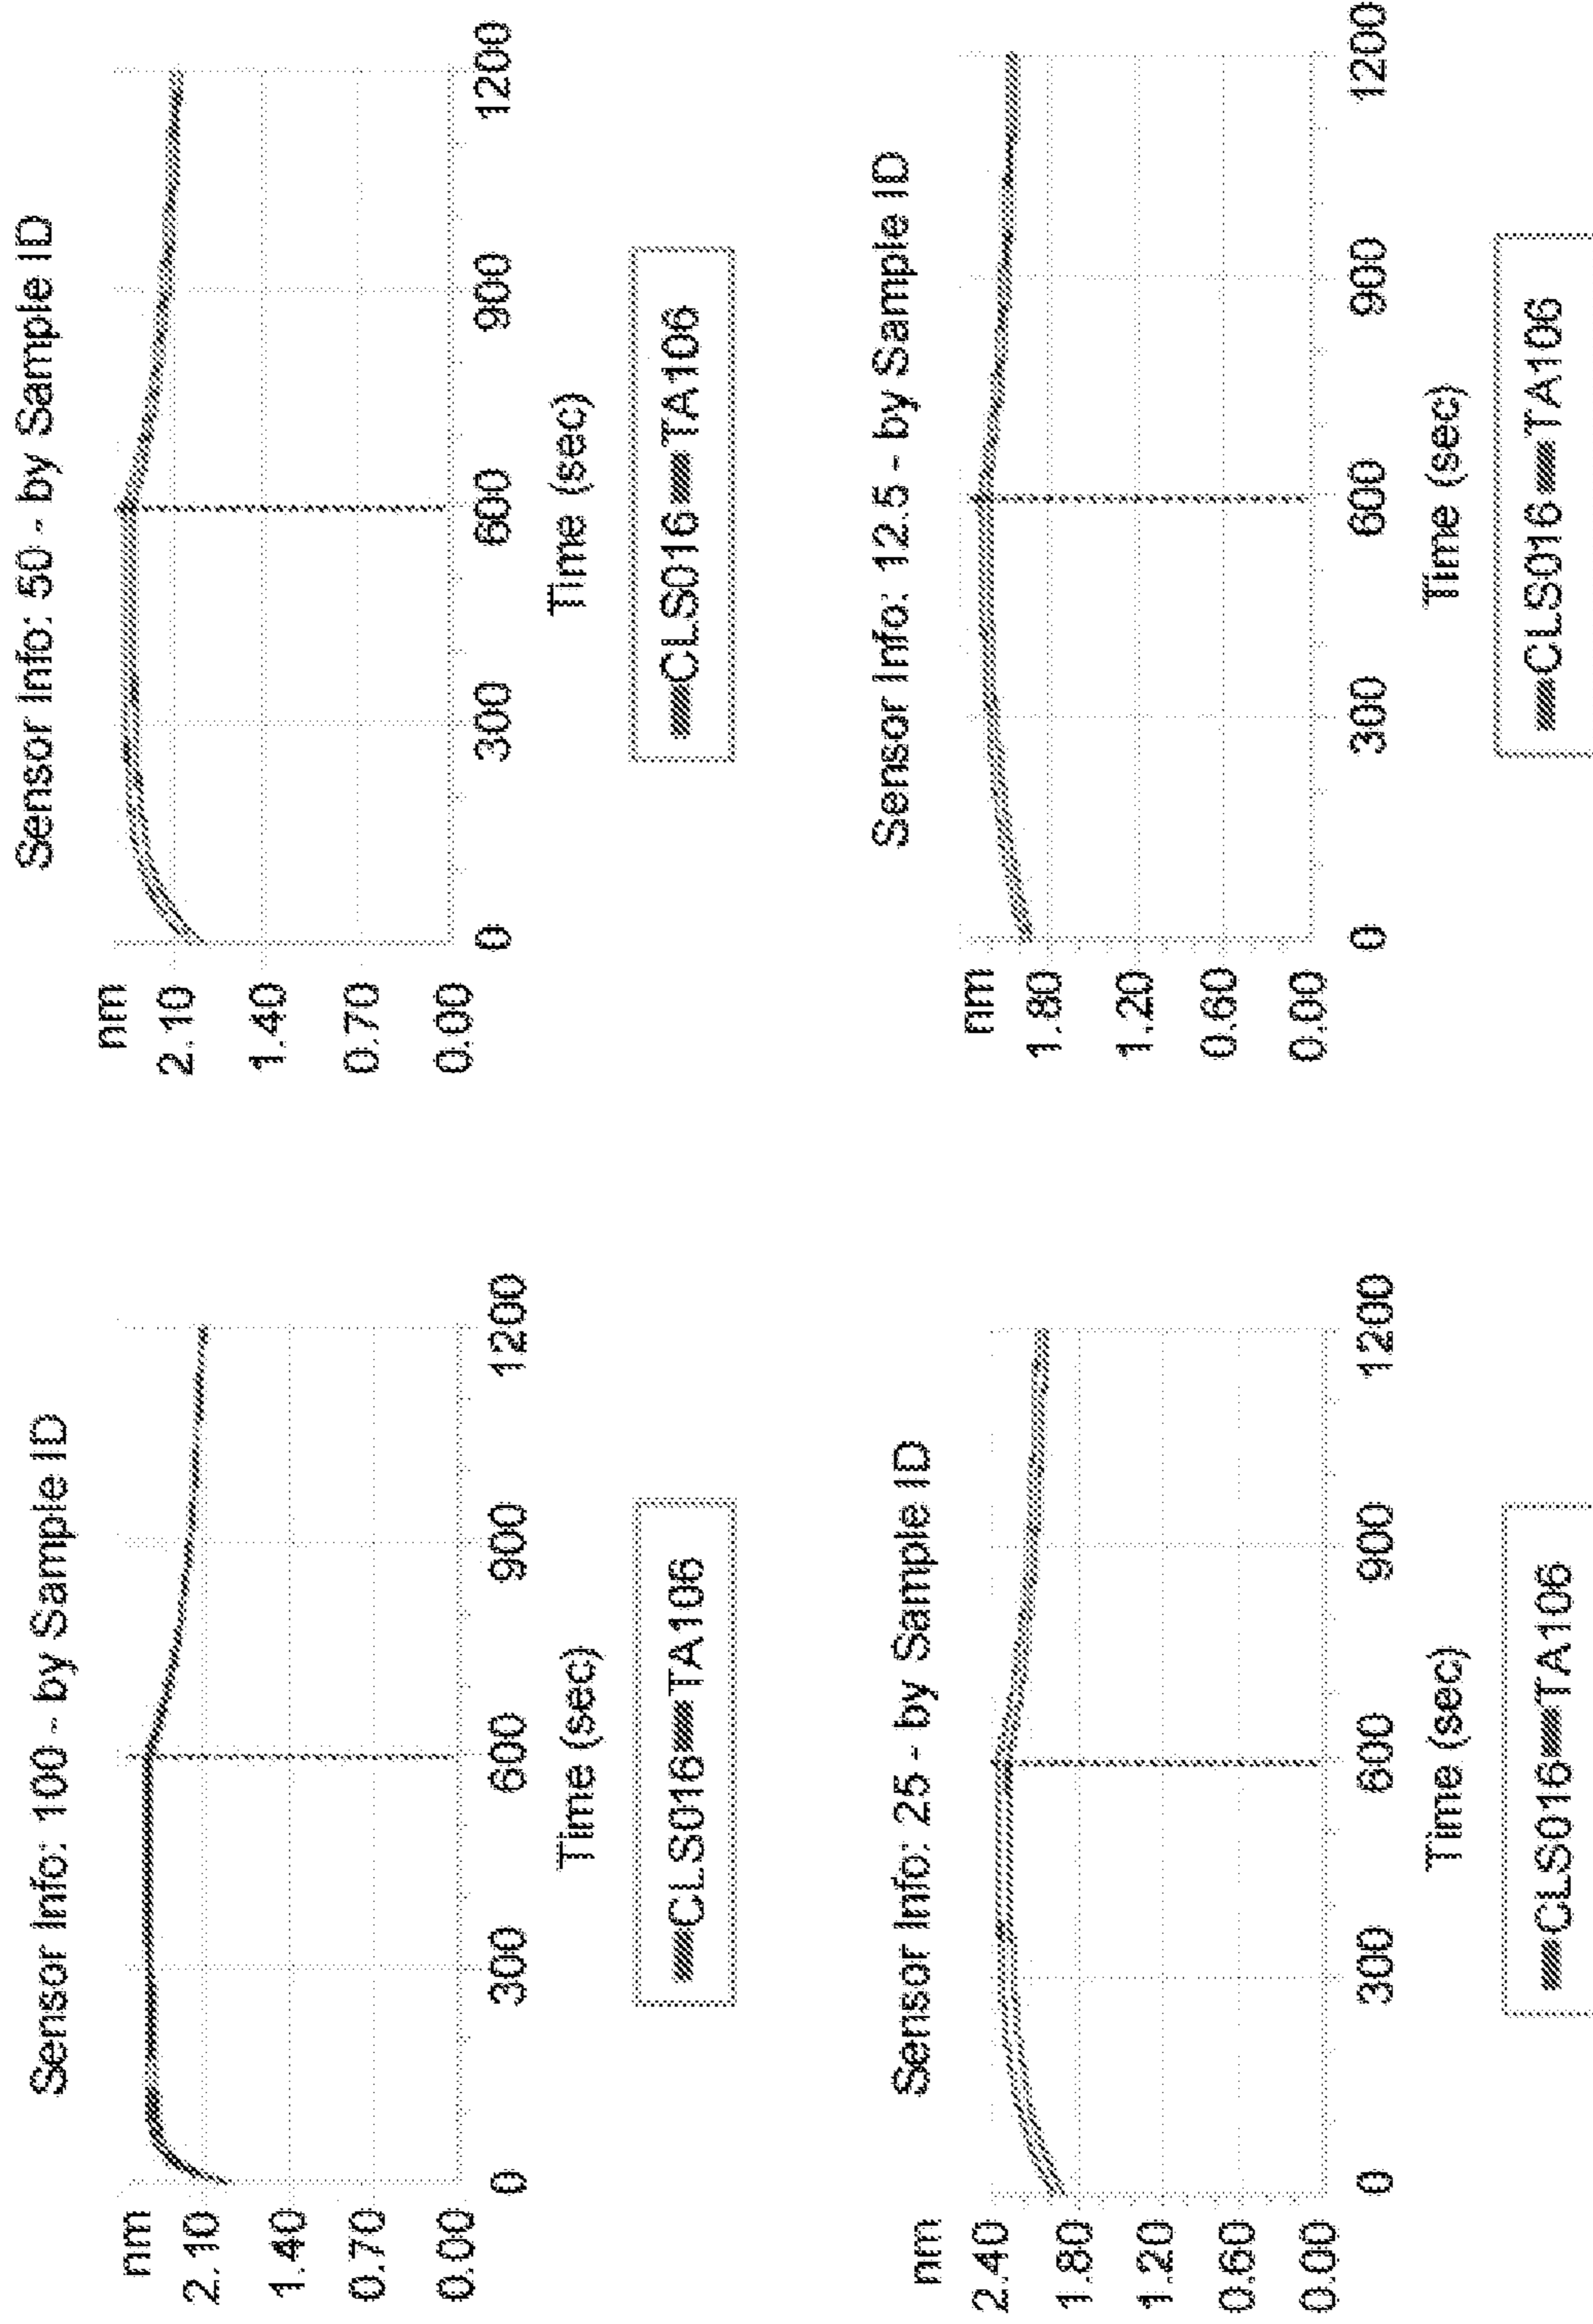 Sensor Info: 100 - by Sample ID
nm
2.10
1.40
0.70
0.00
0 300 600 900 1200
Time (sec)
CLS016 TA106
Sensor Info: 50 - by Sample ID
nm
2.10
1.40
0.70
0.00
0 300 600 900 1200
Time (sec)
CLS016 TA106
Sensor Info: 25 - by Sample ID
nm
2.40
1.80
1.20
0.60
0.00
0 300 600 900 1200
Time (sec)
CLS016 TA106
Sensor Info: 12.5 - by Sample ID
nm
1.80
1.20
0.60
0.00
0 300 600 900 1200
Time (sec)
CLS016 TA106